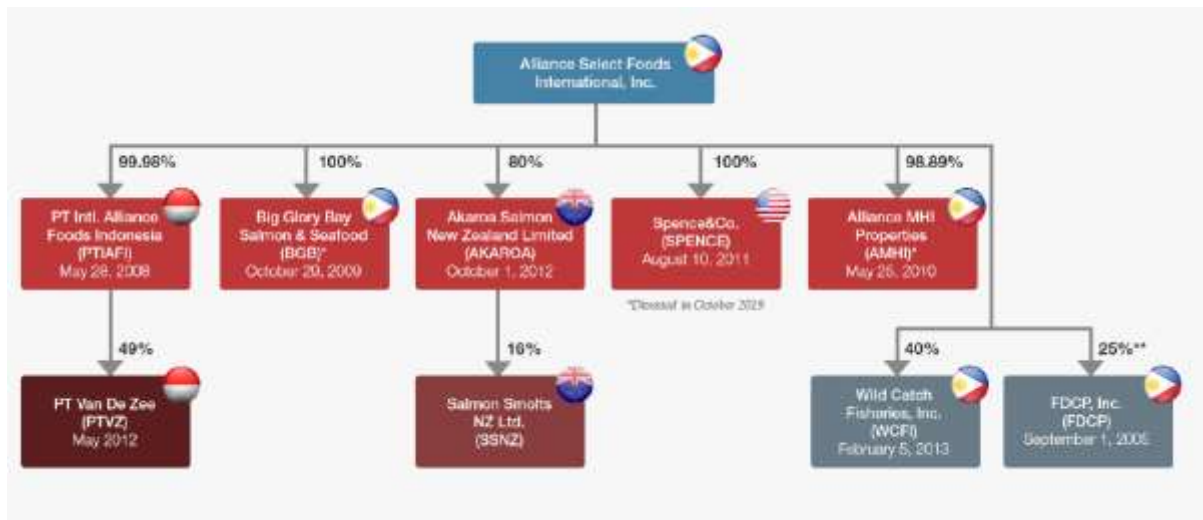 Alliance Select Foods
International, Inc.
99.98%
100%
80%
100%
98.89%
PT Intl. Alliance
Foods Indonesia
(PTIAFI)
May 28, 2008
Big Glory Bay
Salmon & Seafood
(BGB)*
October 29, 2009
Akaroa Salmon
New Zealand Limited
(AKAROA)
October 1, 2012
Spence&Co.
(SPENCE)
August 10, 2011
Alliance MHI
Properties
(AMHI)*
May 25, 2010
in October 2019
49%
16%
40%
25%**
PT Van De Zee
(PTVZ)
May 2012
Salmon Smolts
NZ Ltd.
(SSNZ)
Wild Catch
Fisheries, Inc.
(WCFI)
February 5, 2013
FDCP, Inc.
(FDCP)
September 1, 2005